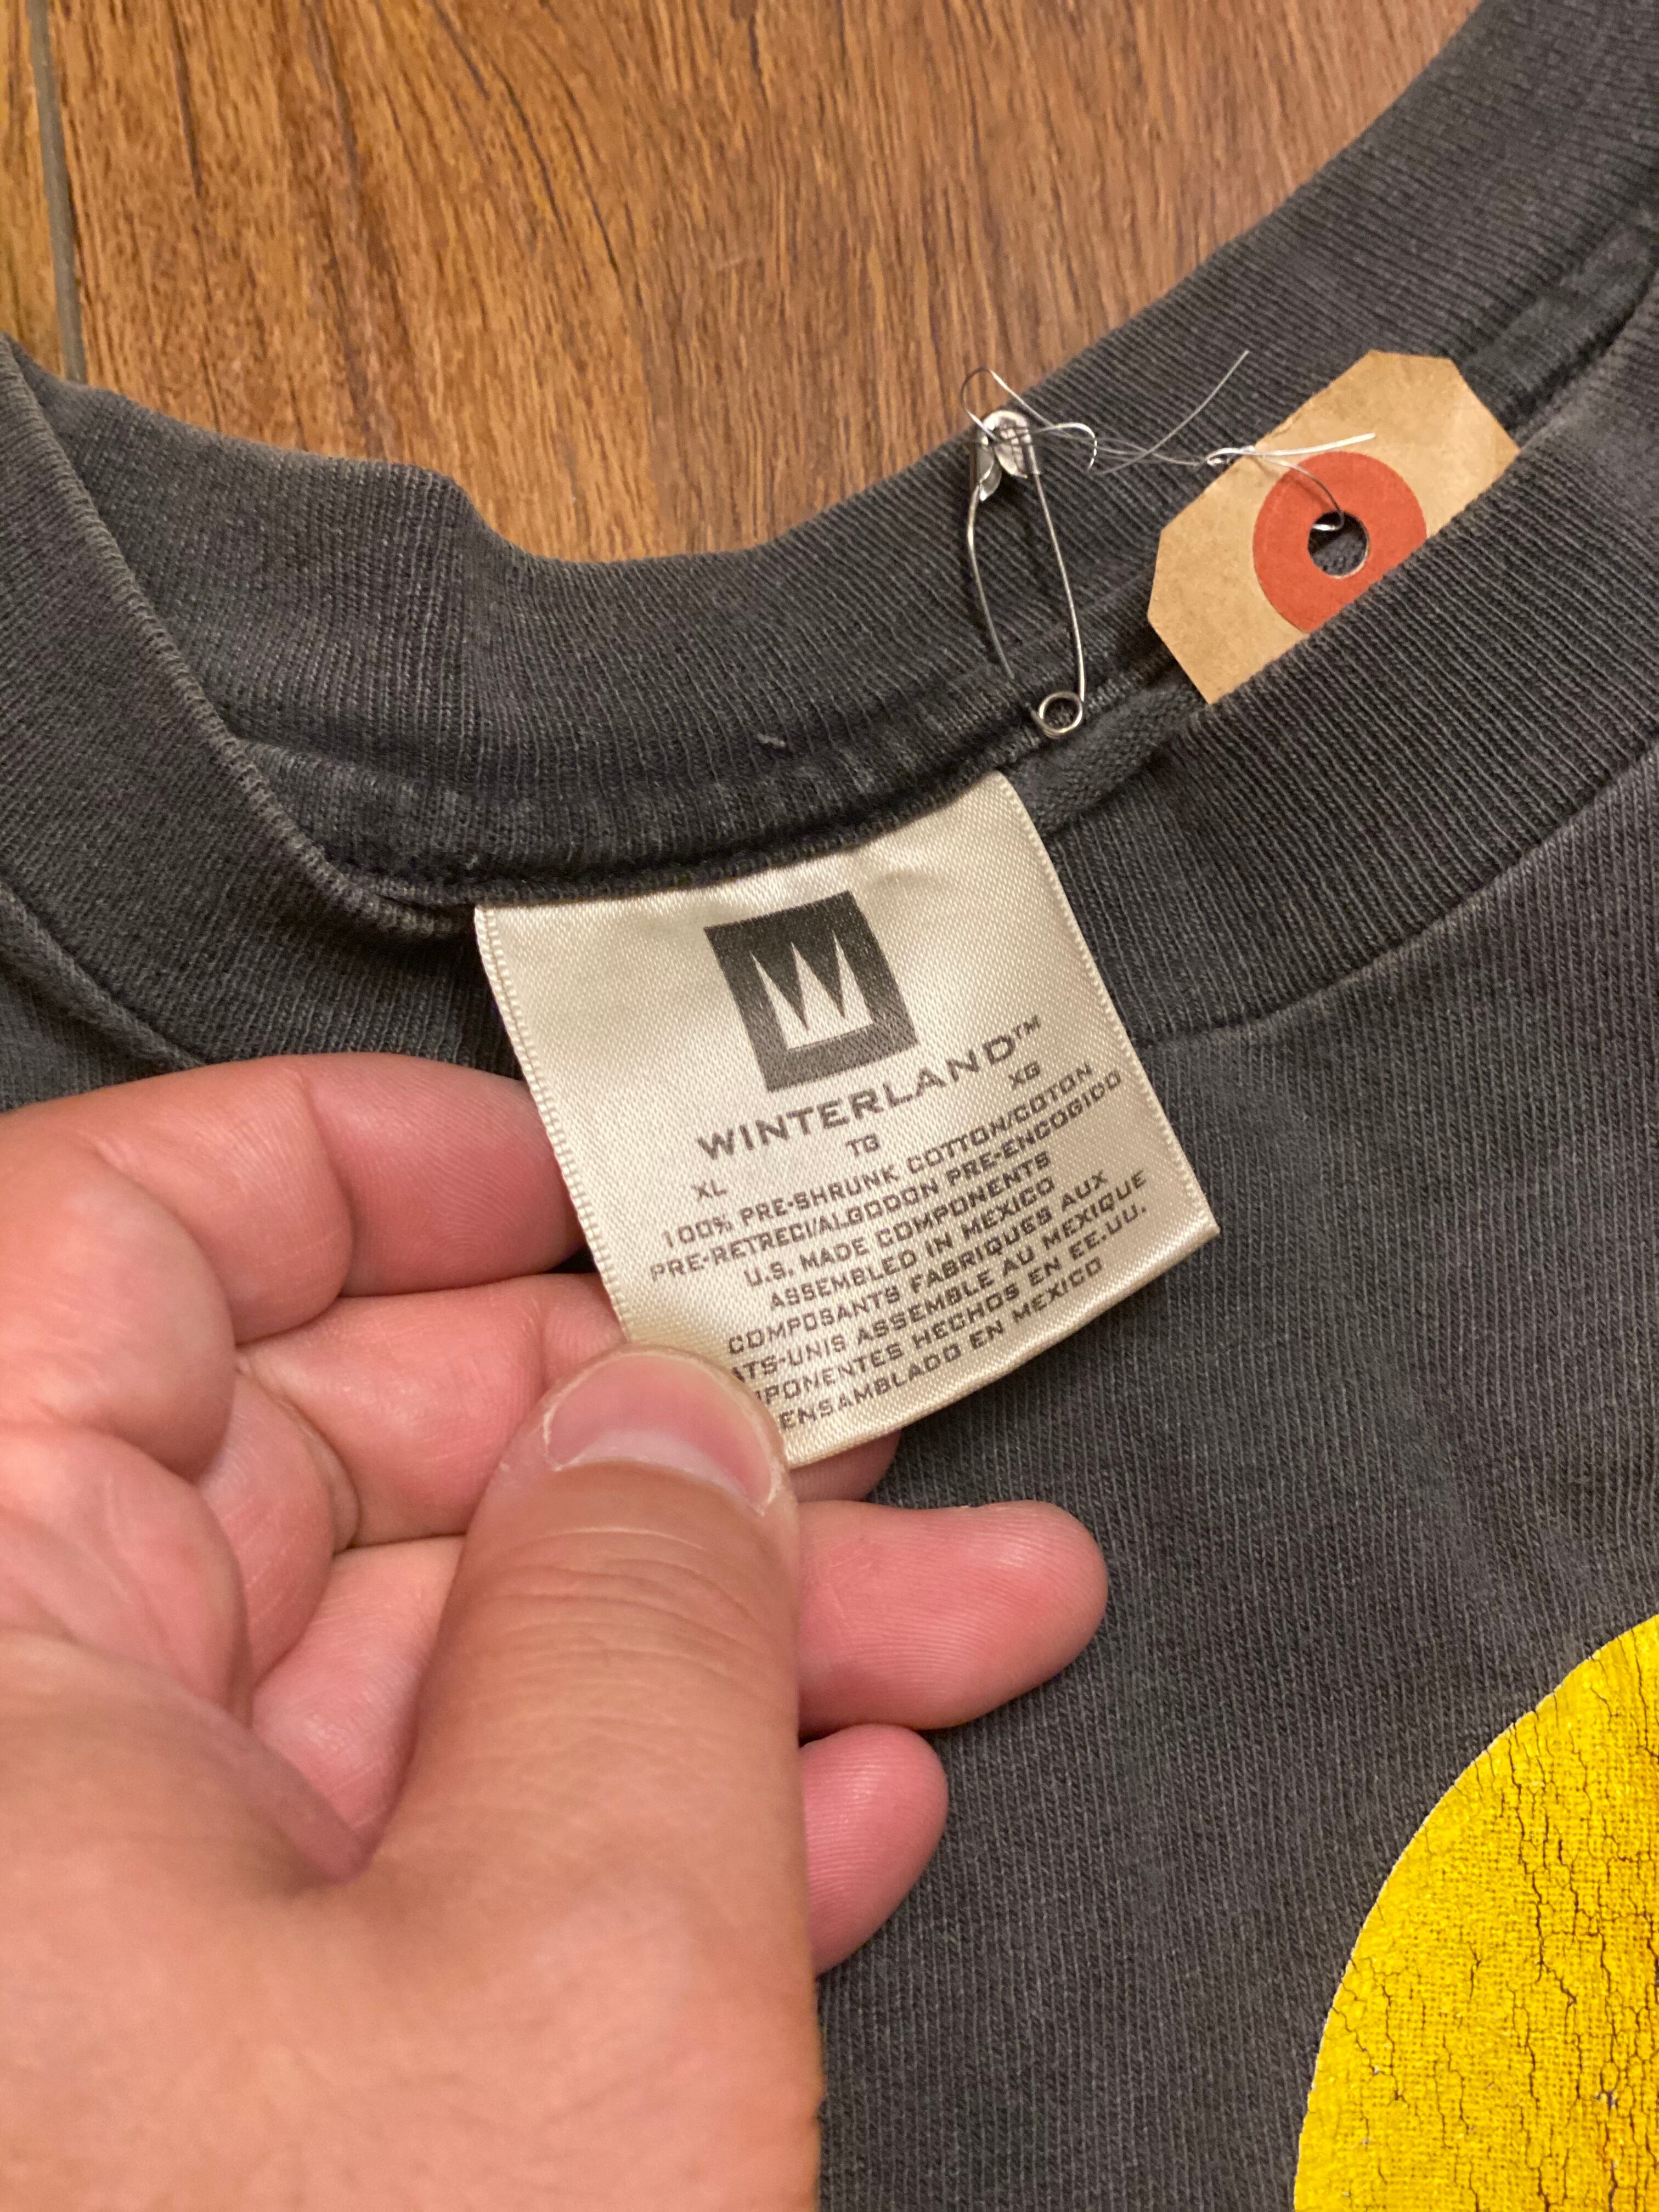 WINTERLAND™
XL TG XG
100% PRE-SHRUNK COTTON/COTON
PRE-RETRECI/ALGODON PRE-ENCOGIDO
U.S. MADE COMPONENTS
ASSEMBLED IN MEXICO
COMPOSANTS FABRIQUES AUX
ATS-UNIS ASSEMBLE AU MEXIQUE
PONENTES HECHOS EN EE.UU.
ENSAMBLADO EN MEXICO